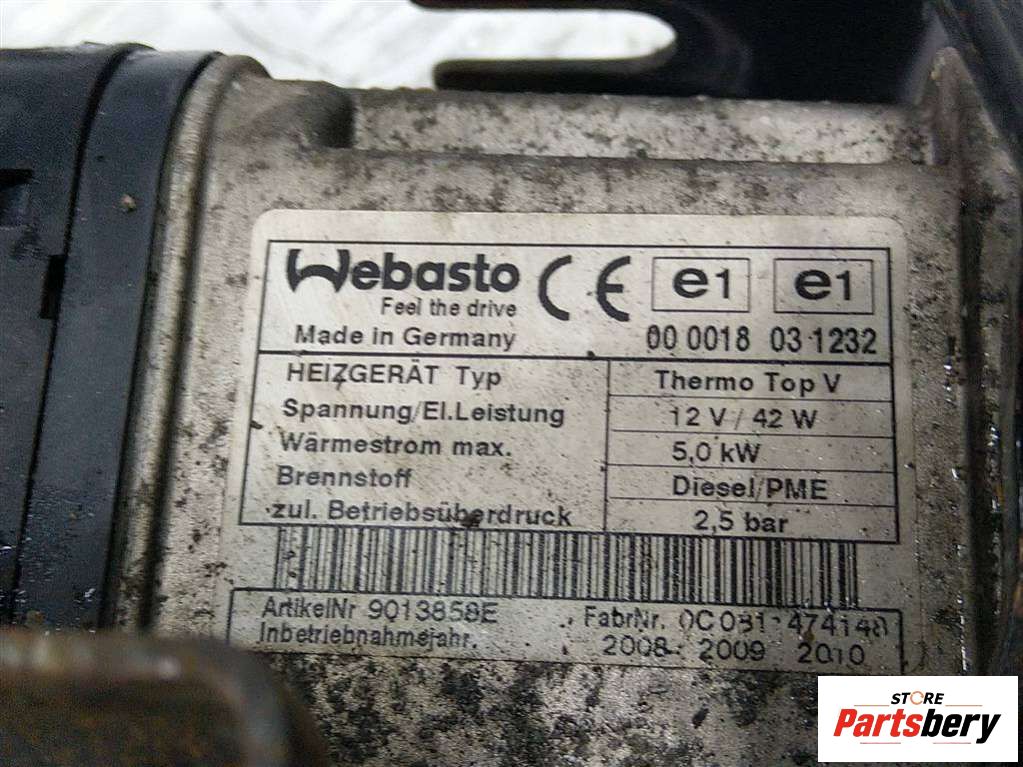 Webasto CE e1 e1
Feel the drive
Made in Germany 00 0018 03 1232
HEIZGERÄT Typ Thermo Top V
Spannung/El.Leistung 12 V / 42 W
Wärmestrom max. 5,0 kW
Brennstoff Diesel/PME
zul. Betriebsüberdruck 2,5 bar
ArtikelNr 9013858E FabrNr. 0C 031-474148
Inbetriebnahmejahr. 2008 2009 2010
STORE
Partsbery